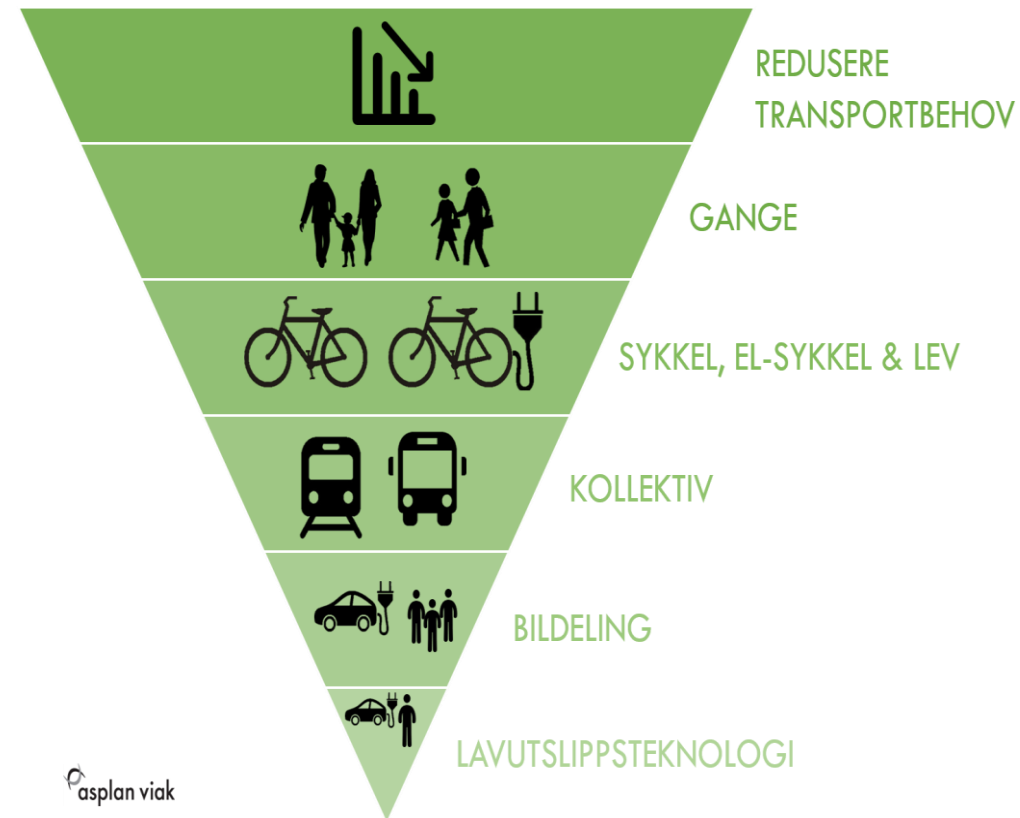 REDUSERE
TRANSPORTBEHOV
GANGE
SYKKEL, EL-SYKKEL & LEV
KOLLEKTIV
BILDELING
LAVUTSLIPPSTEKNOLOGI
asplan viak